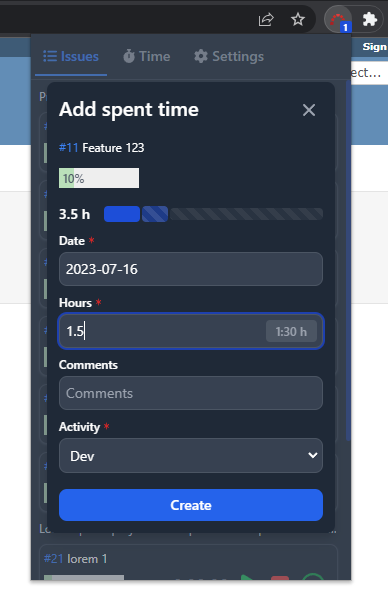 1
Sign
Issues Time Settings
ect...
Add spent time
#11 Feature 123
10%
3.5 h
Date *
2023-07-16
Hours *
1.5 1:30 h
Comments
Comments
Activity *
Dev
Create
#21 lorem 1